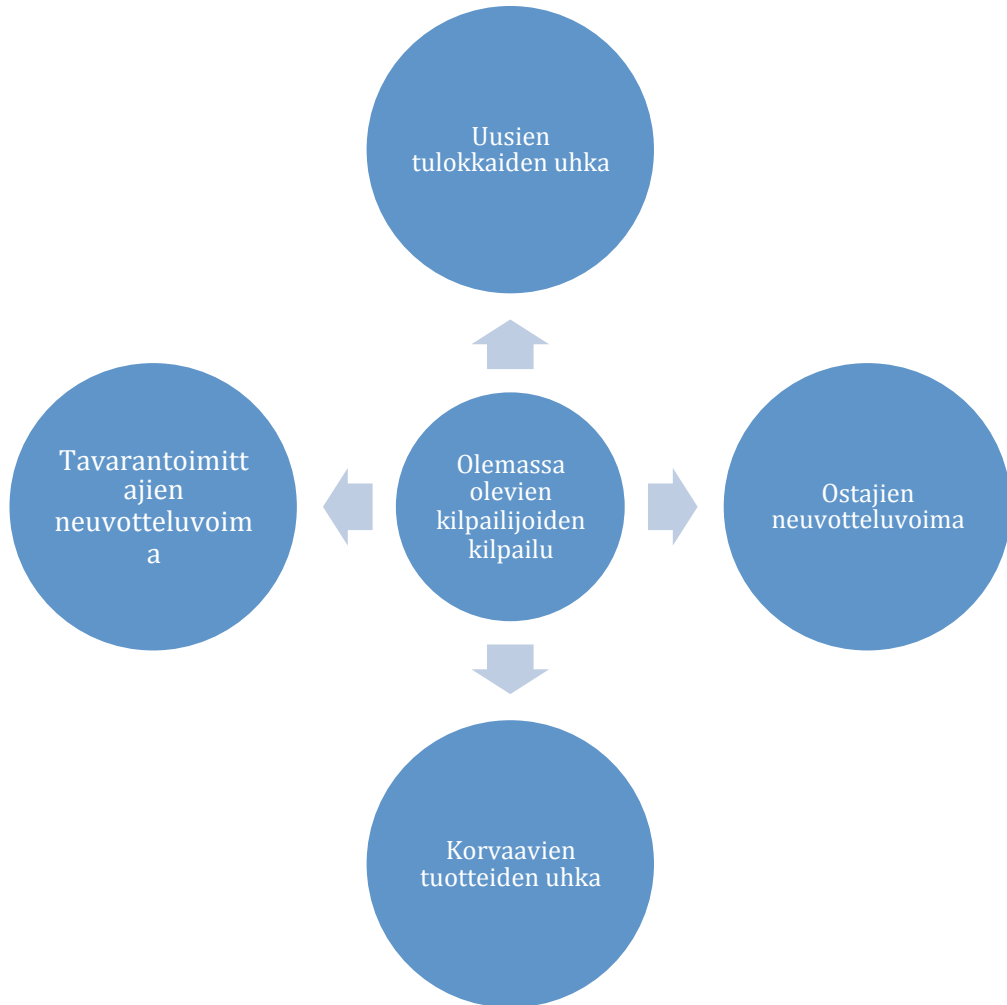 Uusien
tulokkaiden uhka
Tavarantoimitt
ajien
neuvotteluvoim
a
Olemassa
olevien
kilpailijoiden
kilpailu
Ostajien
neuvotteluvoima
Korvaavien
tuotteiden uhka